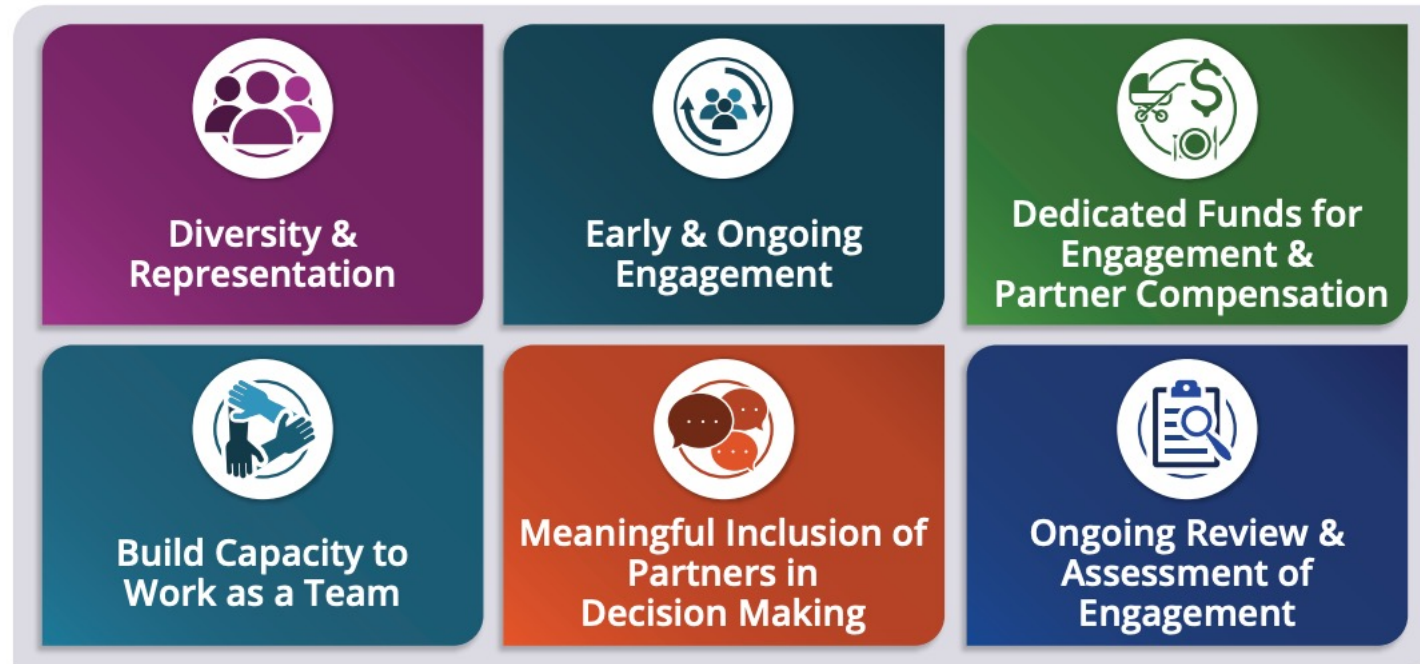 Diversity &
Representation
Early & Ongoing
Engagement
Dedicated Funds for
Engagement &
Partner Compensation
Build Capacity to
Work as a Team
Meaningful Inclusion of
Partners in
Decision Making
Ongoing Review &
Assessment of
Engagement